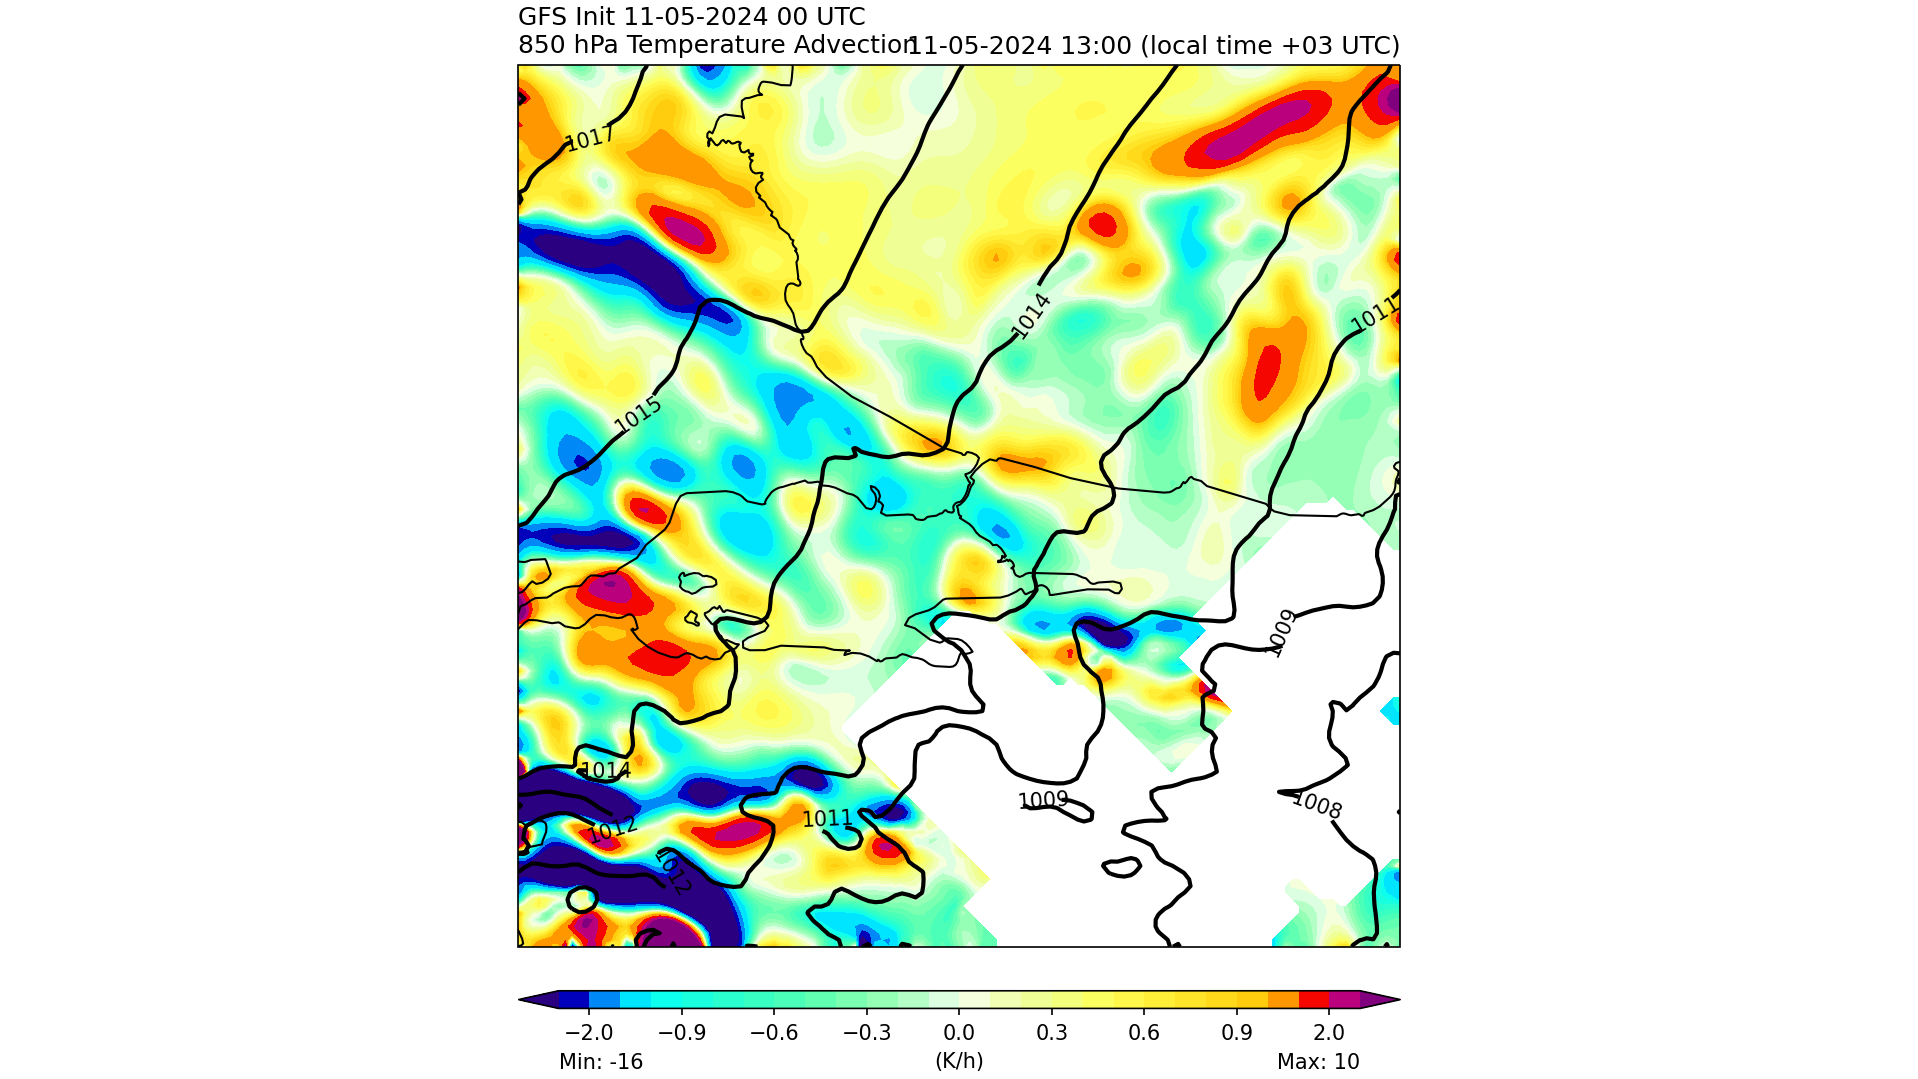 GFS Init 11-05-2024 00 UTC
850 hPa Temperature Advection
11-05-2024 13:00 (local time +03 UTC)
1017
1014
1011
1015
1009
1014
1009
1008
1012
1011
1012
−2.0 −0.9 −0.6 −0.3 0.0 0.3 0.6 0.9 2.0
Min: -16 (K/h) Max: 10